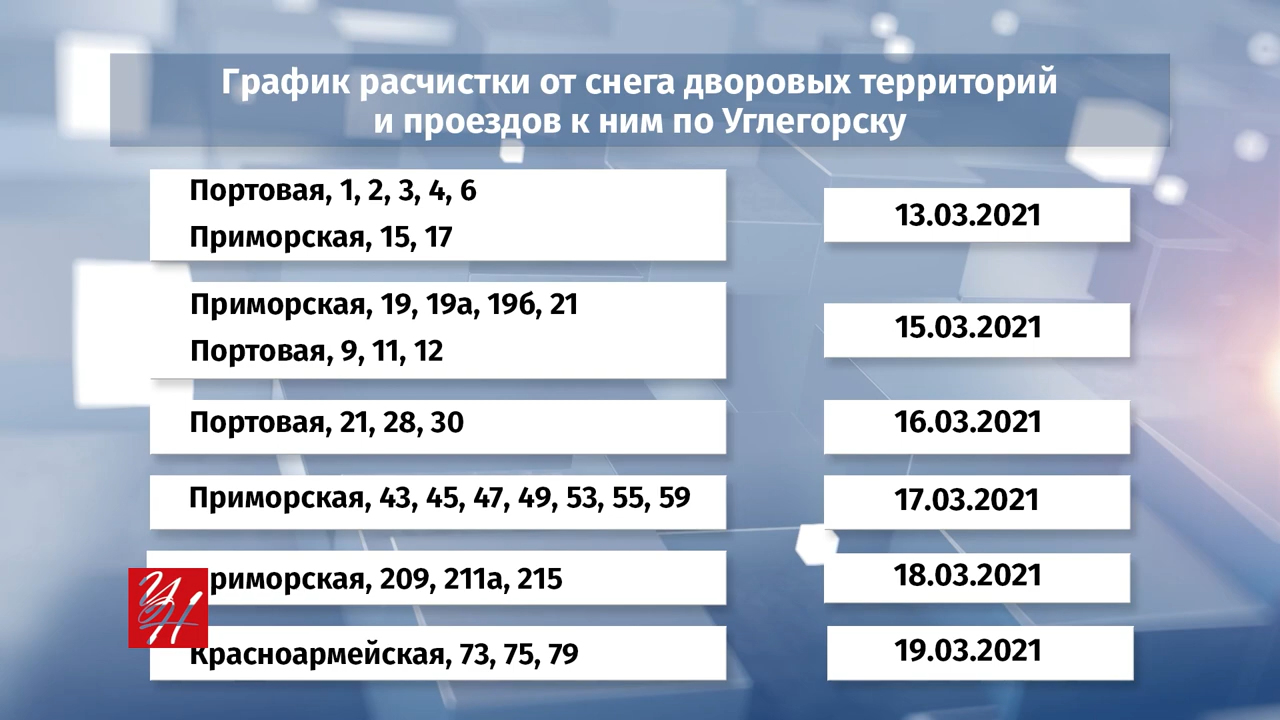 График расчистки от снега дворовых территорий
и проездов к ним по Углегорску
Портовая, 1, 2, 3, 4, 6
Приморская, 15, 17
13.03.2021
Приморская, 19, 19а, 19б, 21
Портовая, 9, 11, 12
15.03.2021
Портовая, 21, 28, 30
16.03.2021
Приморская, 43, 45, 47, 49, 53, 55, 59
17.03.2021
риморская, 209, 211а, 215
18.03.2021
УН
Красноармейская, 73, 75, 79
19.03.2021